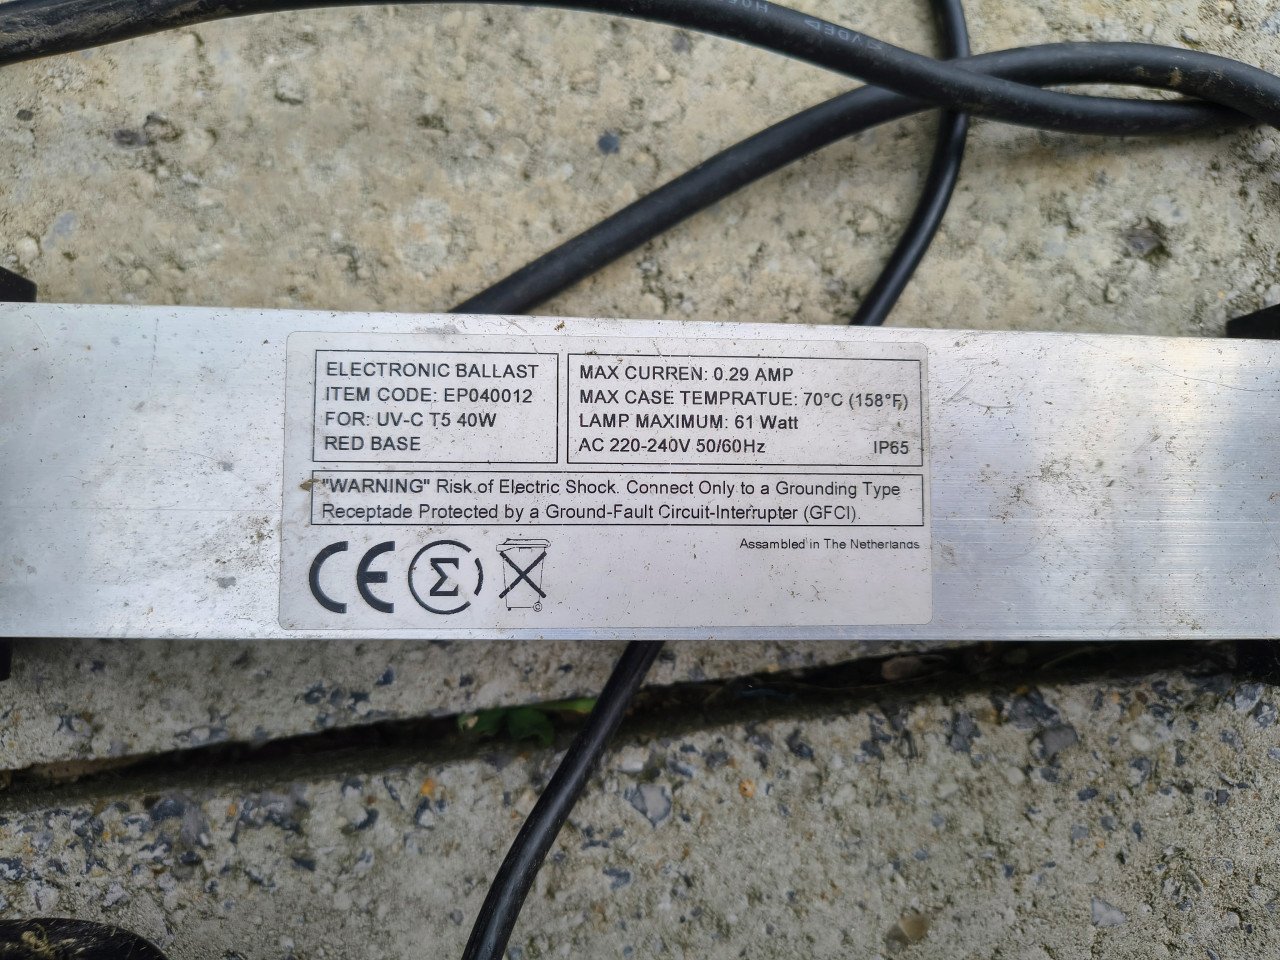 ELECTRONIC BALLAST
ITEM CODE: EP040012
FOR: UV-C T5 40W
RED BASE
MAX CURREN: 0.29 AMP
MAX CASE TEMPRATUE: 70°C (158°F)
LAMP MAXIMUM: 61 Watt
AC 220-240V 50/60Hz IP65
"WARNING" Risk of Electric Shock. Connect Only to a Grounding Type
Receptade Protected by a Ground-Fault Circuit-Interrupter (GFCI).
Assambled in The Netherlands
CE Σ